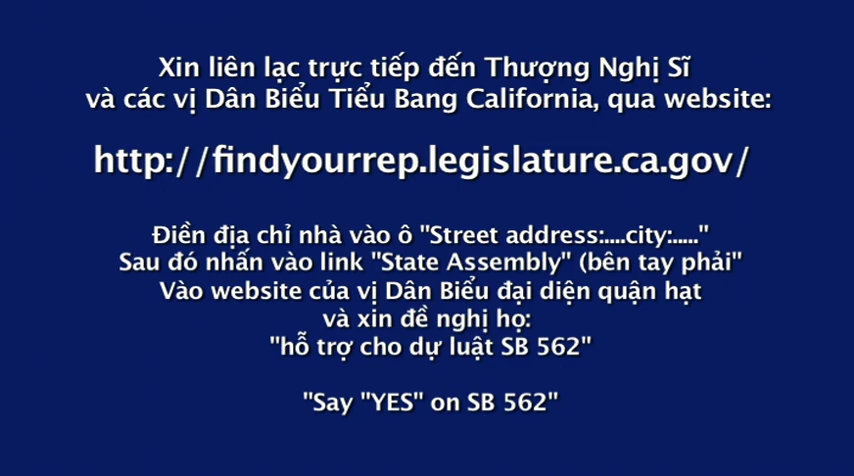 Xin liên lạc trực tiếp đến Thượng Nghị Sĩ
và các vị Dân Biểu Tiểu Bang California, qua website:
http://findyourrep.legislature.ca.gov/
Điền địa chỉ nhà vào ô "Street address:....city:......"
Sau đó nhấn vào link "State Assembly" (bên tay phải"
Vào website của vị Dân Biểu đại diện quận hạt
và xin đề nghị họ:
"hỗ trợ cho dự luật SB 562"
"Say "YES" on SB 562"